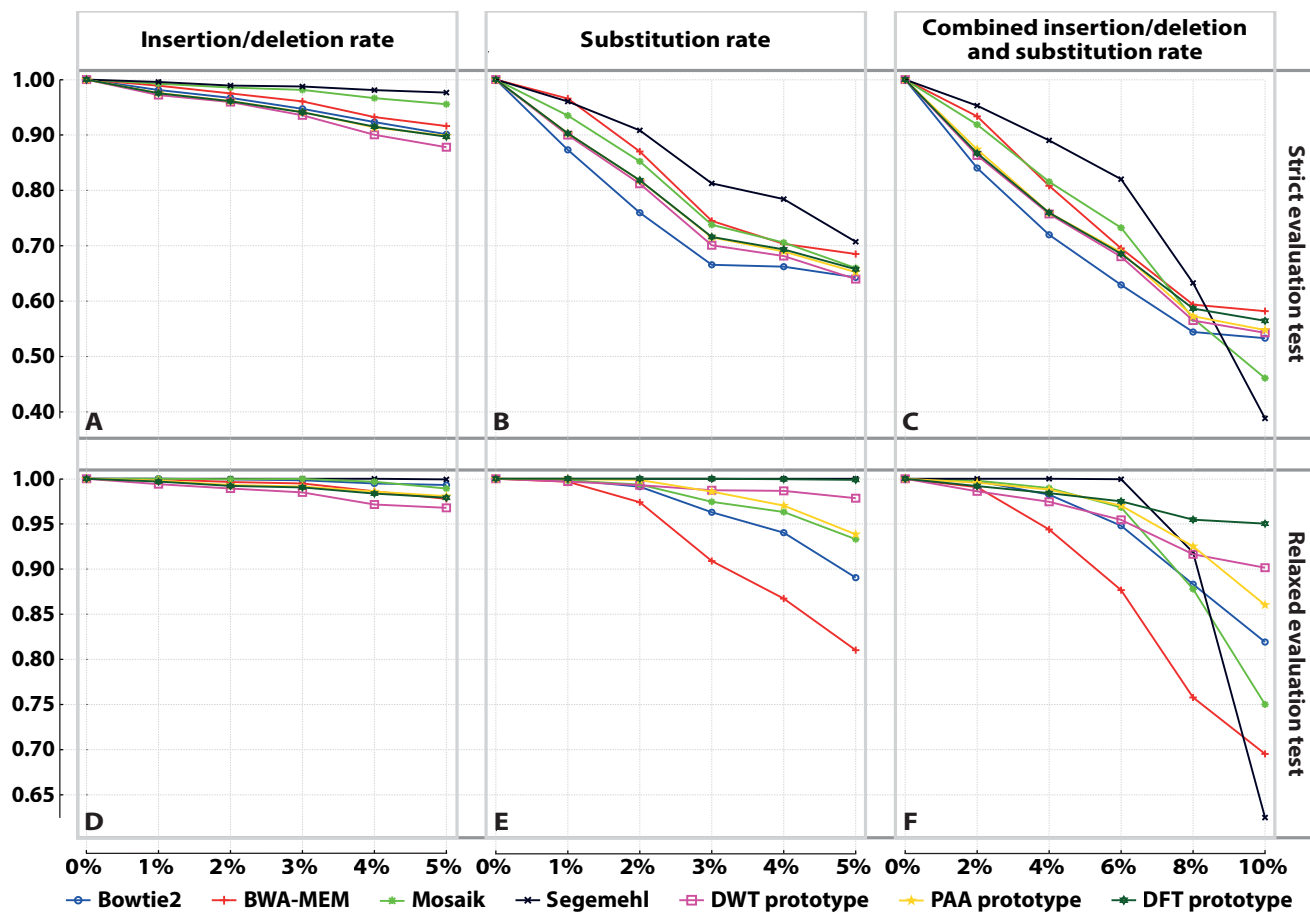 Insertion/deletion rate
Substitution rate
Combined insertion/deletion
and substitution rate
1.00
0.90
0.80
0.70
0.60
0.50
0.40
A
B
C
Strict evaluation test
1.00
0.95
0.90
0.85
0.80
0.75
0.70
0.65
D
E
F
Relaxed evaluation test
0% 1% 2% 3% 4% 5%
0% 1% 2% 3% 4% 5%
0% 2% 4% 6% 8% 10%
Bowtie2 BWA-MEM Mosaik Segemehl DWT prototype PAA prototype DFT prototype